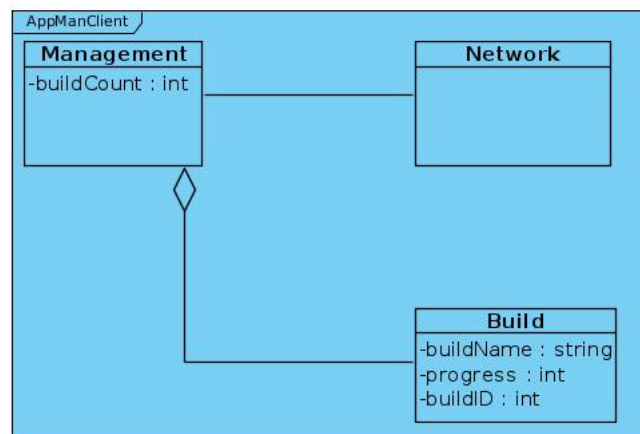 AppManClient
Management
-buildCount : int
Network
Build
-buildName : string
-progress : int
-buildID : int